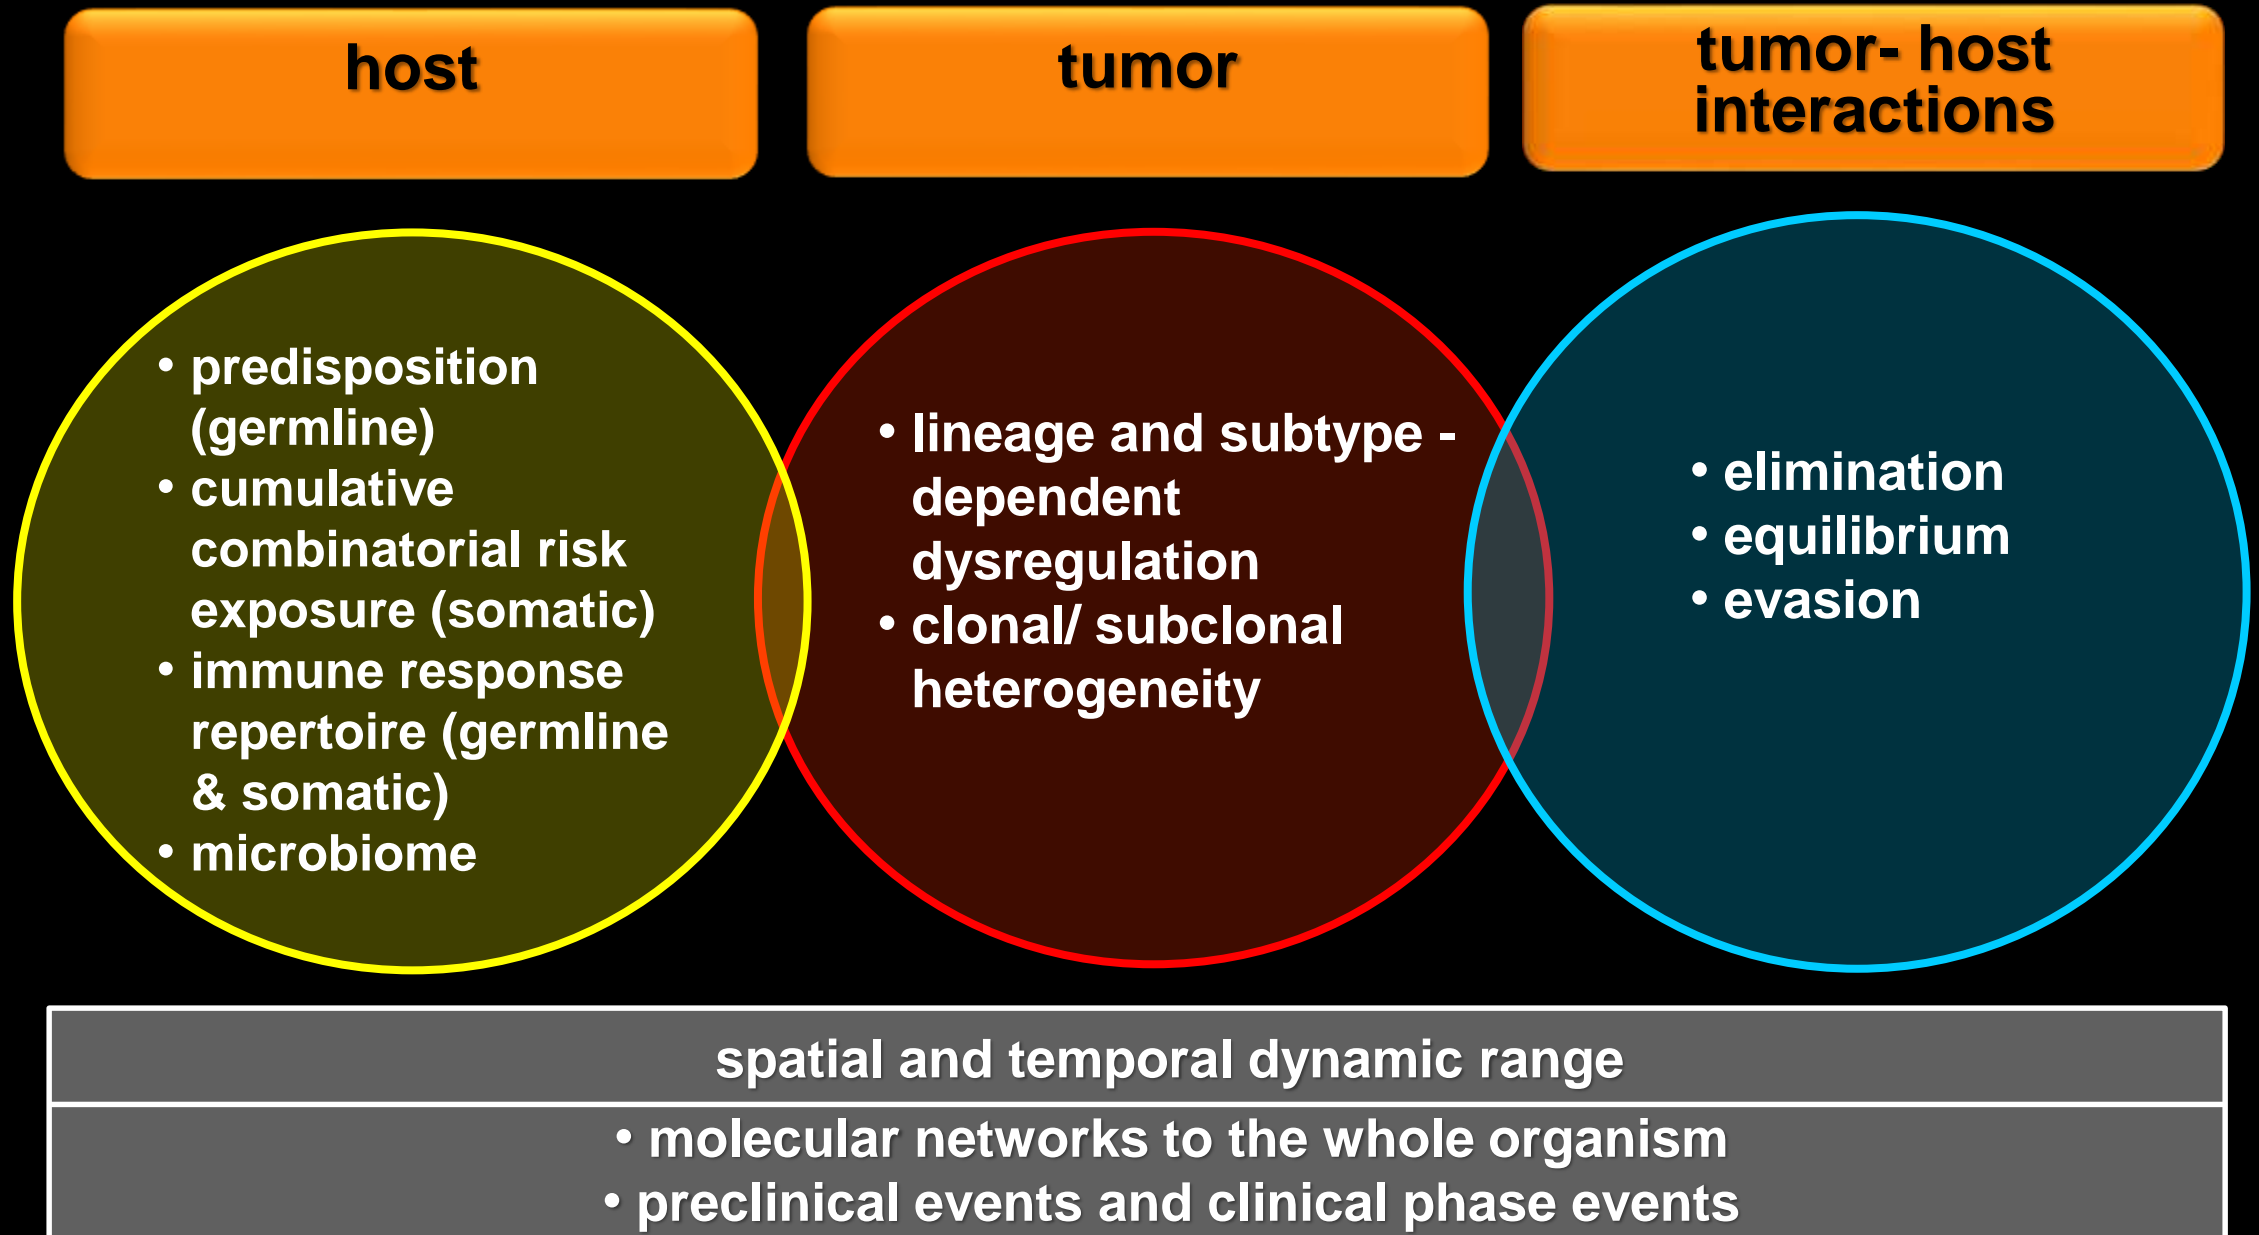 host
tumor
tumor- host
interactions
• predisposition
(germline)
• cumulative
combinatorial risk
exposure (somatic)
• immune response
repertoire (germline
& somatic)
• microbiome
• lineage and subtype -
dependent
dysregulation
• clonal/ subclonal
heterogeneity
• elimination
• equilibrium
• evasion
spatial and temporal dynamic range
• molecular networks to the whole organism
• preclinical events and clinical phase events